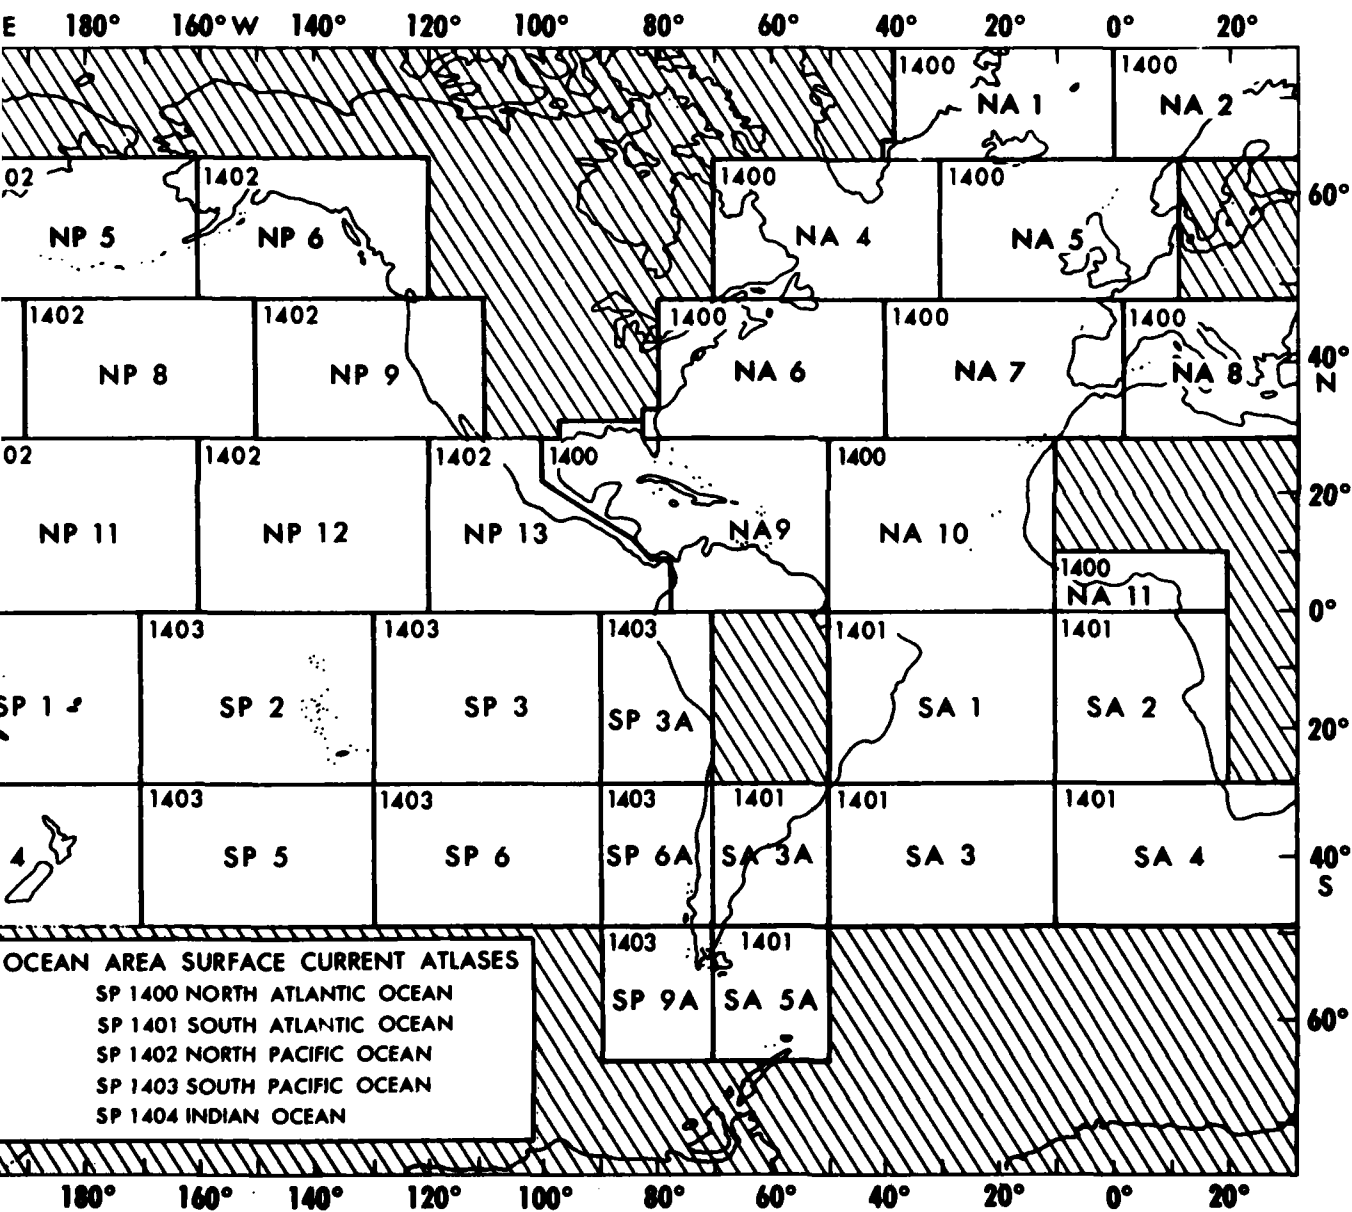 E 180° 160° W 140° 120° 100° 80° 60° 40° 20° 0° 20°
1400 1400
NA 1 NA 2
02 1402 1400 1400
60°
NP 5 NP 6 NA 4 NA 5
1402 1402 1400 1400 1400
40°
N
NP 8 NP 9 NA 6 NA 7 NA 8
02 1402 1402 1400 1400
20°
NP 11 NP 12 NP 13 NA9 NA 10
1400
NA 11
0°
1403 1403 1403 1401 1401
SP 1 SP 2 SP 3 SP 3A SA 1 SA 2
20°
1403 1403 1403 1401 1401 1401
4 SP 5 SP 6 SP 6A SA 3A SA 3 SA 4
40°
S
1403 1401
SP 9A SA 5A
60°
OCEAN AREA SURFACE CURRENT ATLASES
SP 1400 NORTH ATLANTIC OCEAN
SP 1401 SOUTH ATLANTIC OCEAN
SP 1402 NORTH PACIFIC OCEAN
SP 1403 SOUTH PACIFIC OCEAN
SP 1404 INDIAN OCEAN
180° 160° 140° 120° 100° 80° 60° 40° 20° 0° 20°